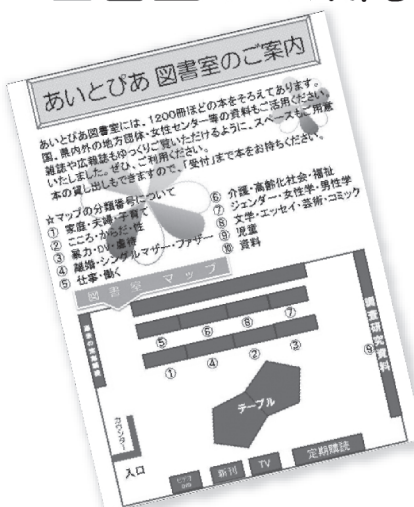 あいとぴあ 図書室のご案内
あいとぴあ図書室には、1200冊ほどの本をそろえてあります。
国、県内外の地方団体・女性センター等の資料もご活用ください。
雑誌や広報誌もゆっくりご覧いただけるように、スペースもご用意
いたしました。ぜひ、ご利用ください。
本の貸し出しもできますので、「受付」まで本をお持ちください。
☆マップの分類番号について
① 家庭・夫婦・子育て
② こころ・からだ・性
③ 暴力・DV・虐待
④ 離婚・シングルマザー・ファザー
⑤ 仕事・働く
⑥ 介護・高齢化社会・福祉
⑦ ジェンダー・女性学・男性学
⑧ 文学・エッセイ・芸術・コミック
⑨ 児童
⑩ 資料
図書室 マップ
⑤ ⑥ ⑧ ⑦
① ④ ② ③
調査研究資料
テーブル
カウンター
入口
新刊
TV
定期購読